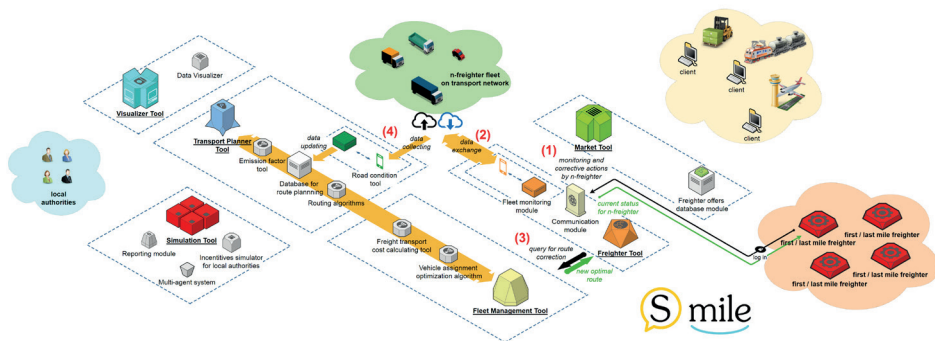 Data Visualizer
Visualizer Tool
local
authorities
n-freighter fleet
on transport network
client
client
client
Transport Planner
Tool
Emission factor
tool
data
updating
(4)
data
collecting
(2)
data
exchange
Road condition
tool
Database for
route planning
Routing algorithms
Simulation Tool
Reporting module
Incentivies simulator
for local authorities
Multi-agent system
Freight transport
cost calculating tool
Vehicle assignment
optimization algorithm
Fleet Management Tool
Market Tool
(1)
monitoring and
corrective actions
by n-freighter
Fleet monitoring
module
Communication
module
current status
for n-freighter
Freighter offers
database module
Freighter Tool
(3)
query for route
correction
new optimal
route
log in
first / last mile freighter
first / last mile freighter
first / last mile freighter
first / last mile freighter
Smile